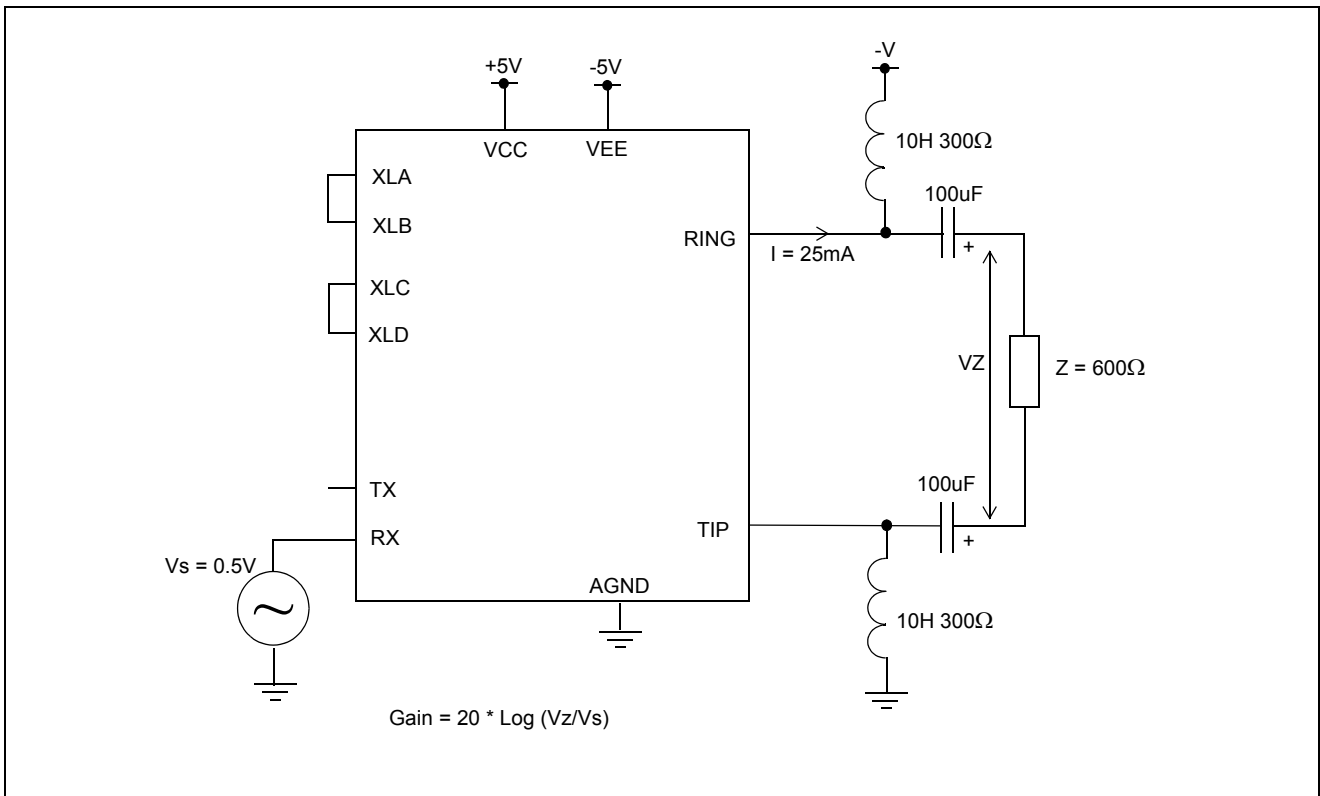 +5V
-5V
-V
VCC
VEE
10H 300Ω
XLA
XLB
100uF
RING
I = 25mA
+
XLC
XLD
VZ
Z = 600Ω
TX
100uF
TIP
RX
+
Vs = 0.5V
AGND
10H 300Ω
Gain = 20 * Log (Vz/Vs)